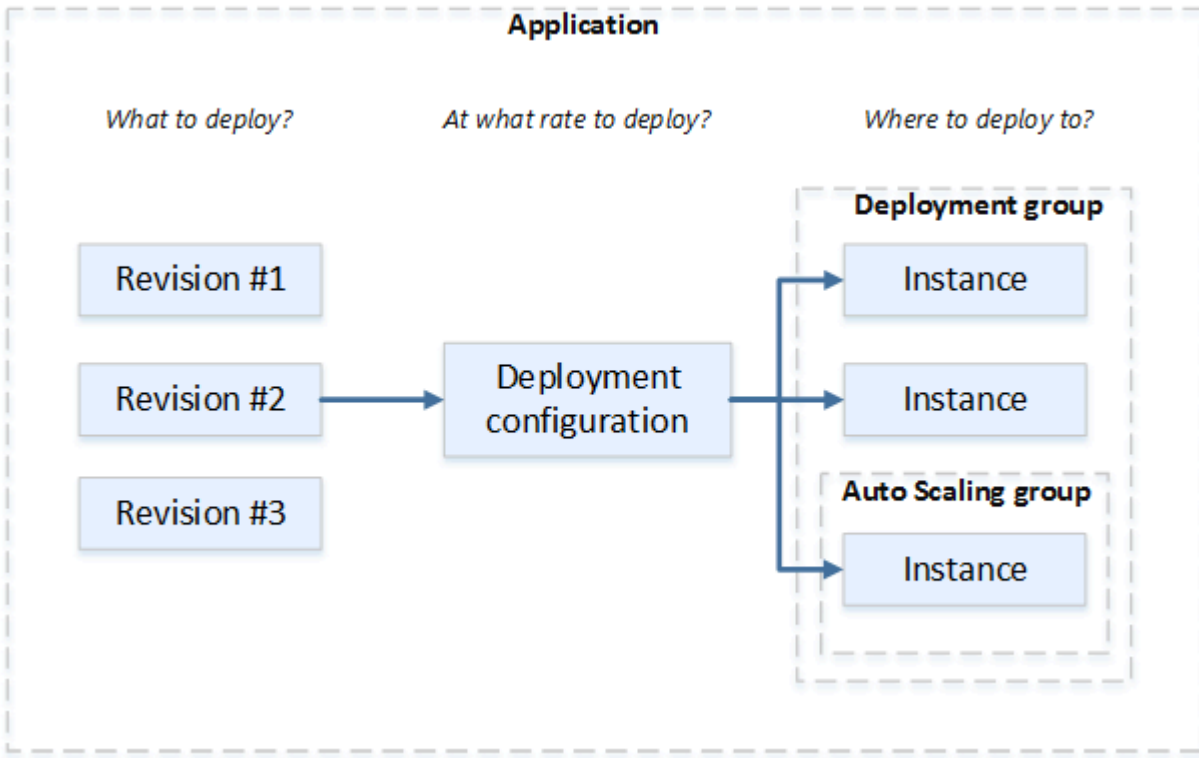 Application
What to deploy?
At what rate to deploy?
Where to deploy to?
Deployment group
Revision #1
Instance
Revision #2
Deployment
configuration
Instance
Auto Scaling group
Revision #3
Instance